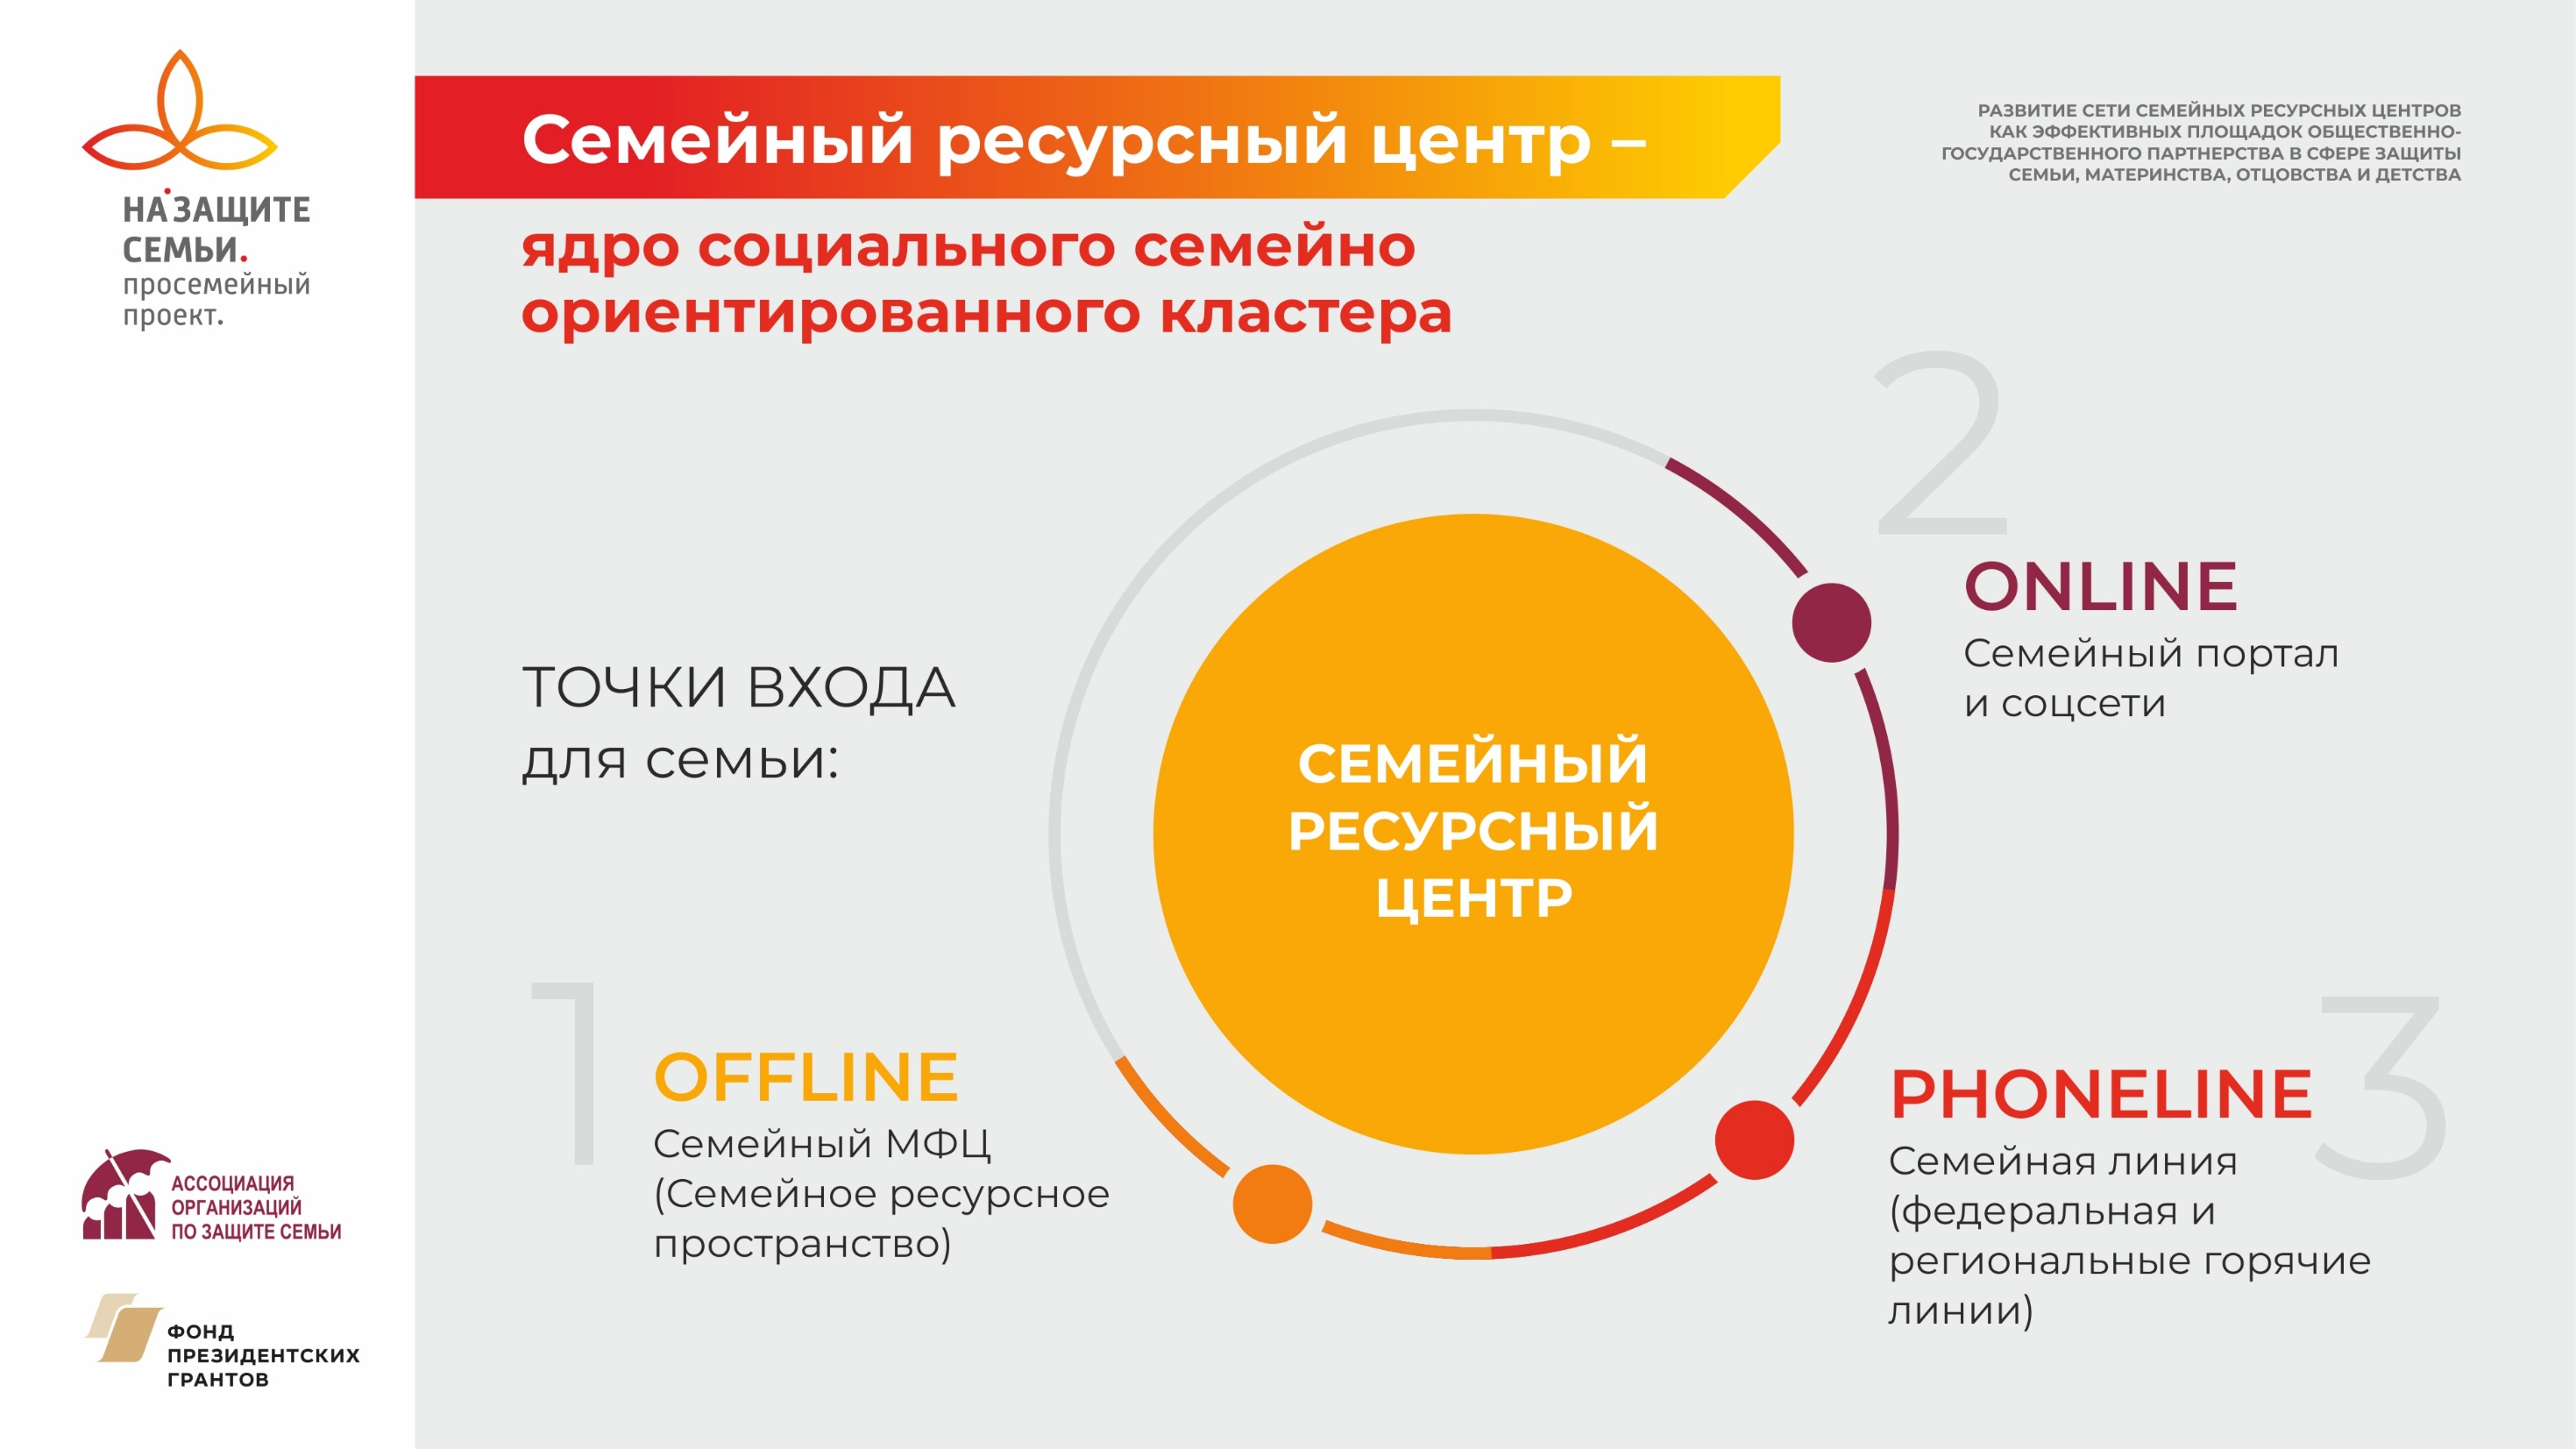 НА ЗАЩИТЕ
СЕМЬИ.
просемейный
проект.
Семейный ресурсный центр –
ядро социального семейно
ориентированного кластера
РАЗВИТИЕ СЕТИ СЕМЕЙНЫХ РЕСУРСНЫХ ЦЕНТРОВ
КАК ЭФФЕКТИВНЫХ ПЛОЩАДОК ОБЩЕСТВЕННО-
ГОСУДАРСТВЕННОГО ПАРТНЕРСТВА В СФЕРЕ ЗАЩИТЫ
СЕМЬИ, МАТЕРИНСТВА, ОТЦОВСТВА И ДЕТСТВА
ТОЧКИ ВХОДА
для семьи:
СЕМЕЙНЫЙ
РЕСУРСНЫЙ
ЦЕНТР
1
OFFLINE
Семейный МФЦ
(Семейное ресурсное
пространство)
2
ONLINE
Семейный портал
и соцсети
3
PHONELINE
Семейная линия
(федеральная и
региональные горячие
линии)
АССОЦИАЦИЯ
ОРГАНИЗАЦИЙ
ПО ЗАЩИТЕ СЕМЬИ
ФОНД
ПРЕЗИДЕНТСКИХ
ГРАНТОВ